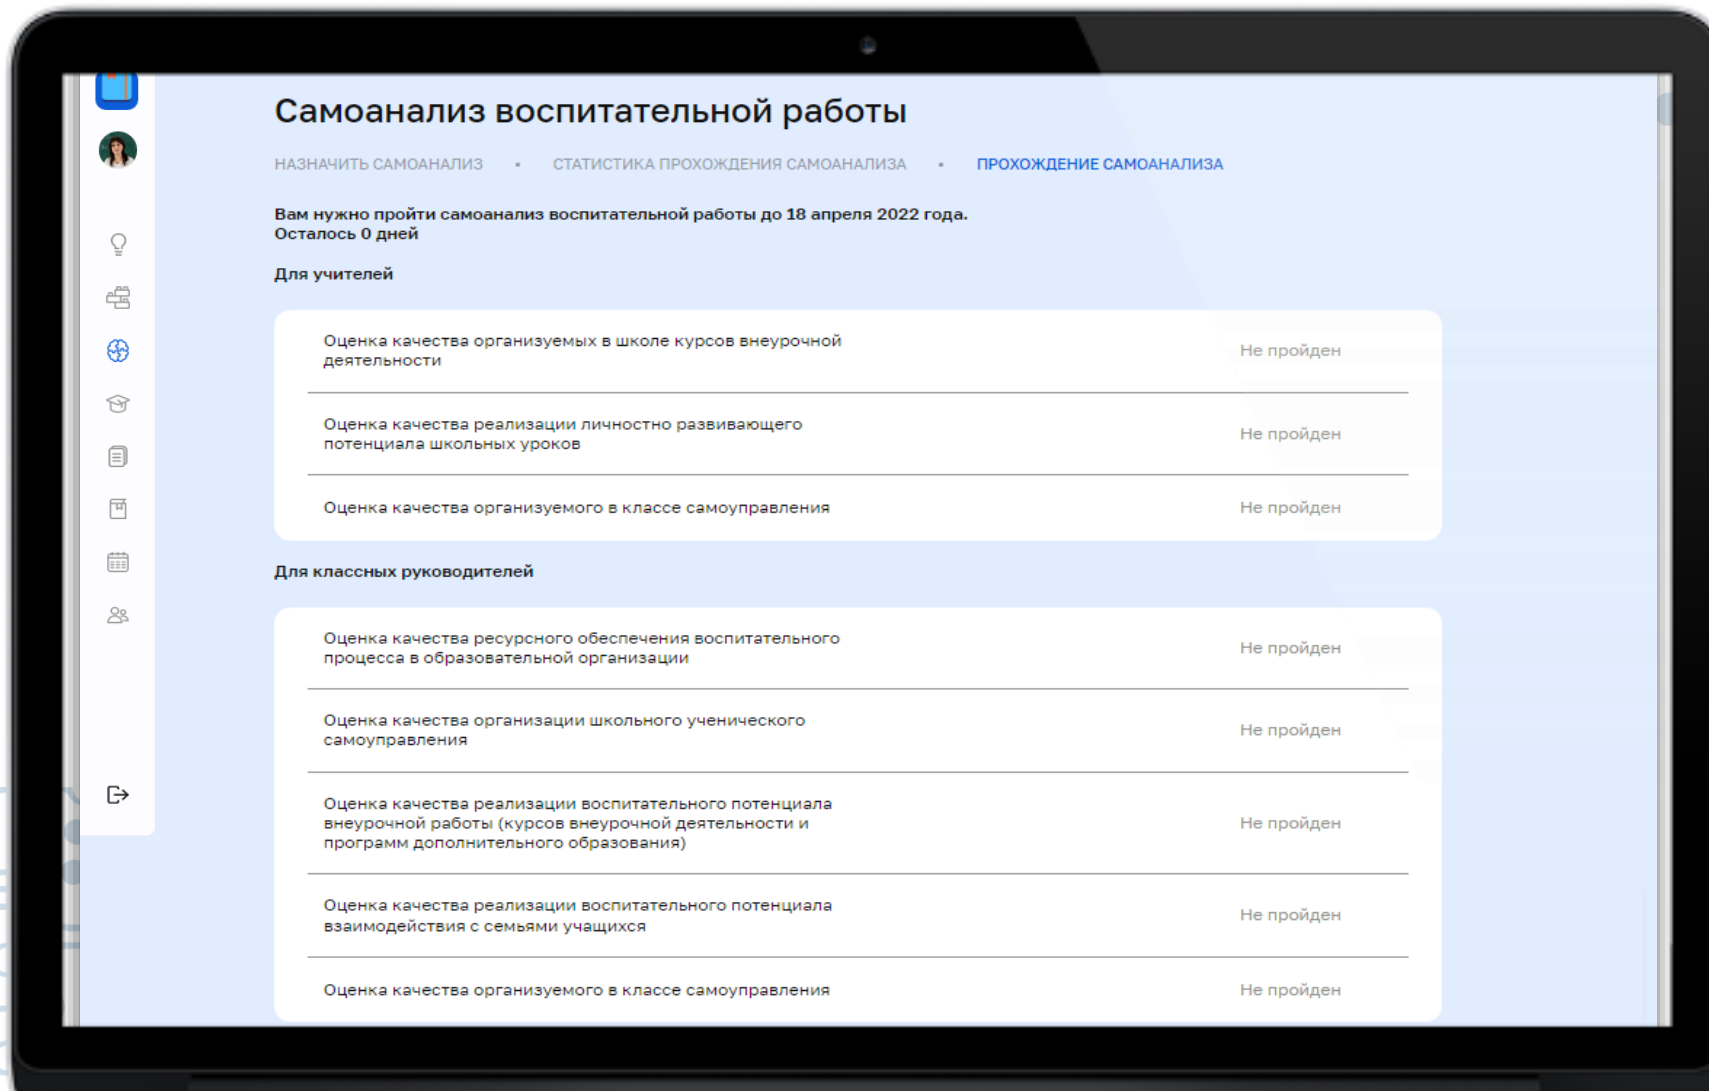 Самоанализ воспитательной работы
НАЗНАЧИТЬ САМОАНАЛИЗ • СТАТИСТИКА ПРОХОЖДЕНИЯ САМОАНАЛИЗА • ПРОХОЖДЕНИЕ САМОАНАЛИЗА
Вам нужно пройти самоанализ воспитательной работы до 18 апреля 2022 года.
Осталось 0 дней
Для учителей
Оценка качества организуемых в школе курсов внеурочной
деятельности
Не пройден
Оценка качества реализации личностно развивающего
потенциала школьных уроков
Не пройден
Оценка качества организуемого в классе самоуправления
Не пройден
Для классных руководителей
Оценка качества ресурсного обеспечения воспитательного
процесса в образовательной организации
Не пройден
Оценка качества организации школьного ученического
самоуправления
Не пройден
Оценка качества реализации воспитательного потенциала
внеурочной работы (курсов внеурочной деятельности и
программ дополнительного образования)
Не пройден
Оценка качества реализации воспитательного потенциала
взаимодействия с семьями учащихся
Не пройден
Оценка качества организуемого в классе самоуправления
Не пройден